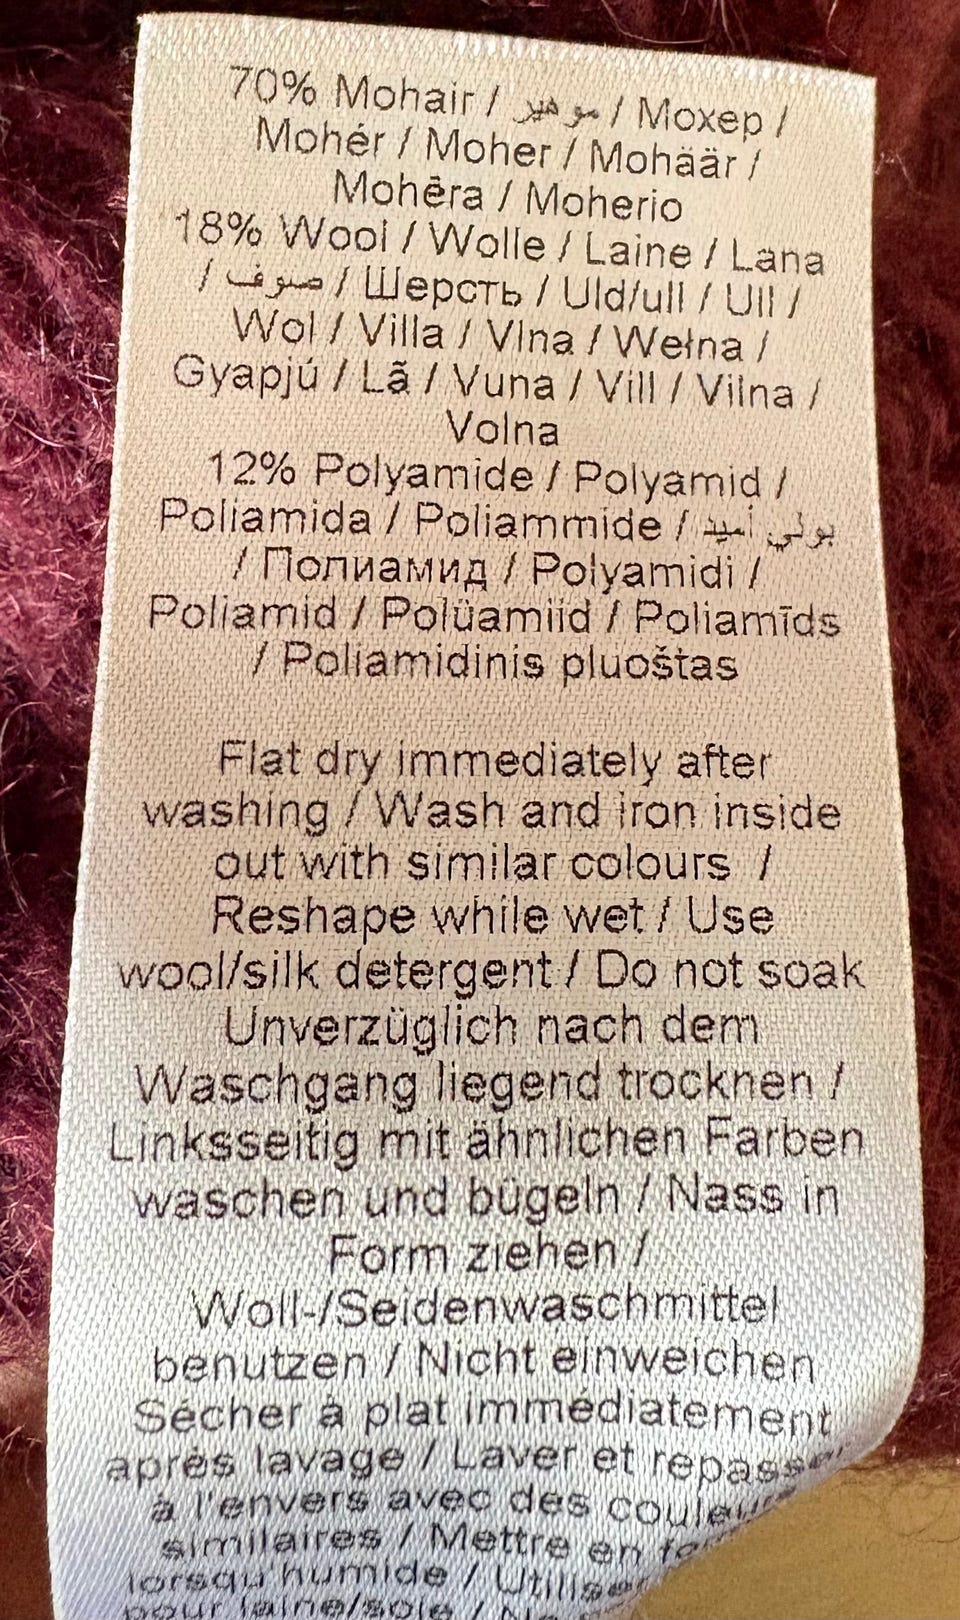 70% Mohair / موهير / Мохер /
Mohér / Moher / Mohäär /
Mohēra / Moherio
18% Wool / Wolle / Laine / Lana
/ صوف / Шерсть / Uld/ull / Ull /
Wol / Villa / Vlna / Wełna /
Gyapjú / Lã / Vuna / Vill / Vilna /
Volna
12% Polyamide / Polyamid /
Poliamida / Poliammide / بولي أميد
/ Полиамид / Polyamidi /
Poliamid / Polüamiid / Poliamīds
/ Poliamidinis pluoštas
Flat dry immediately after
washing / Wash and iron inside
out with similar colours /
Reshape while wet / Use
wool/silk detergent / Do not soak
Unverzüglich nach dem
Waschgang liegend trocknen /
Linksseitig mit ähnlichen Farben
waschen und bügeln / Nass in
Form ziehen /
Woll-/Seidenwaschmittel
benutzen / Nicht einweichen
Sécher à plat immédiatement
après lavage / Laver et repasser
à l'envers avec des couleurs
similaires / Mettre en
lorsqu'humide / Utiliser
pour laine/soie /